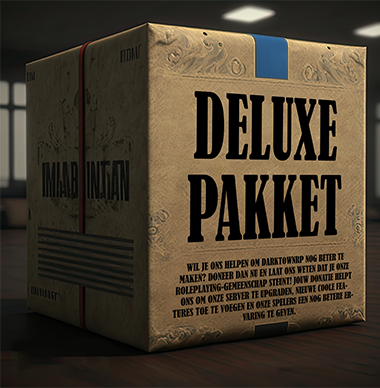 DELUXE
PAKKET
WIL JE ONS HELPEN OM DARKTOWNRP NOG BETER TE
MAKEN? DONEER DAN NU EN LAAT ONS WETEN DAT JE ONZE
ROLEPLAYING-GEMEENSCHAP STEUNT! JOUW DONATIE HELPT
ONS OM ONZE SERVER TE UPGRADEN, NIEUWE COOLE FEA-
TURES TOE TE VOEGEN EN ONZE SPELERS EEN NOG BETERE ER-
VARING TE GEVEN.